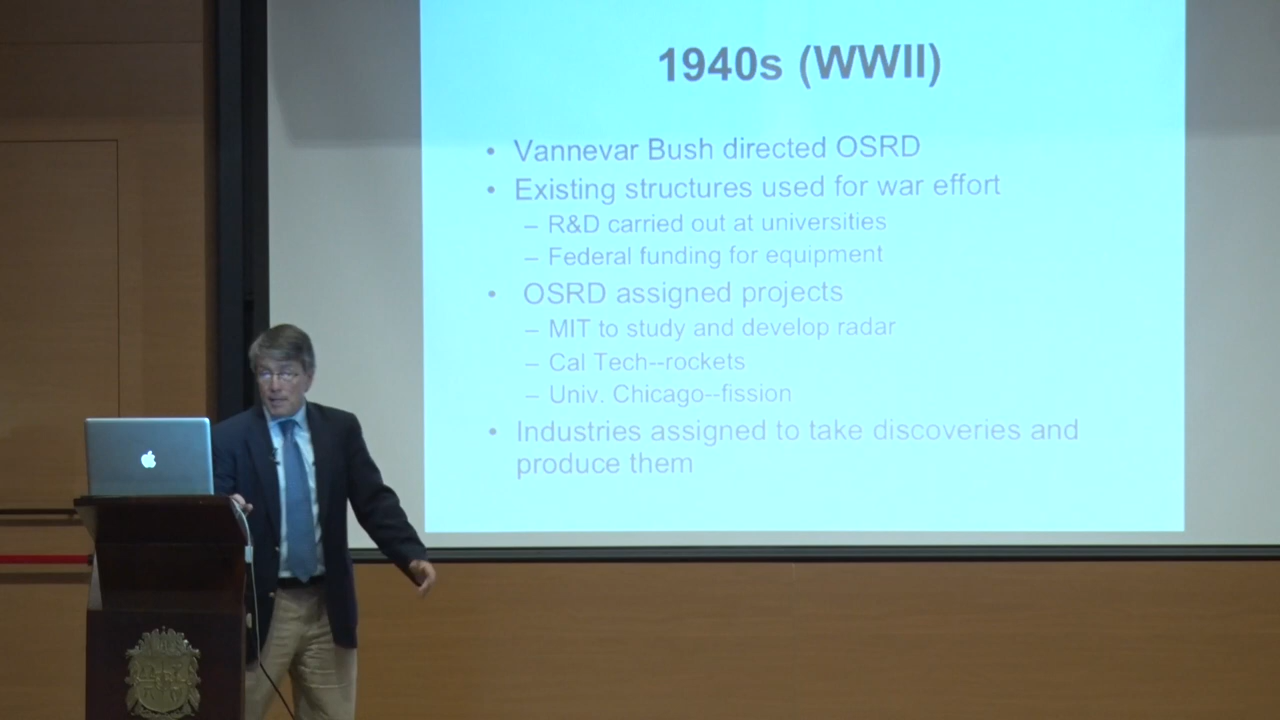 1940s (WWII)
• Vannevar Bush directed OSRD
• Existing structures used for war effort
– R&D carried out at universities
– Federal funding for equipment
• OSRD assigned projects
– MIT to study and develop radar
– Cal Tech--rockets
– Univ. Chicago--fission
• Industries assigned to take discoveries and
produce them